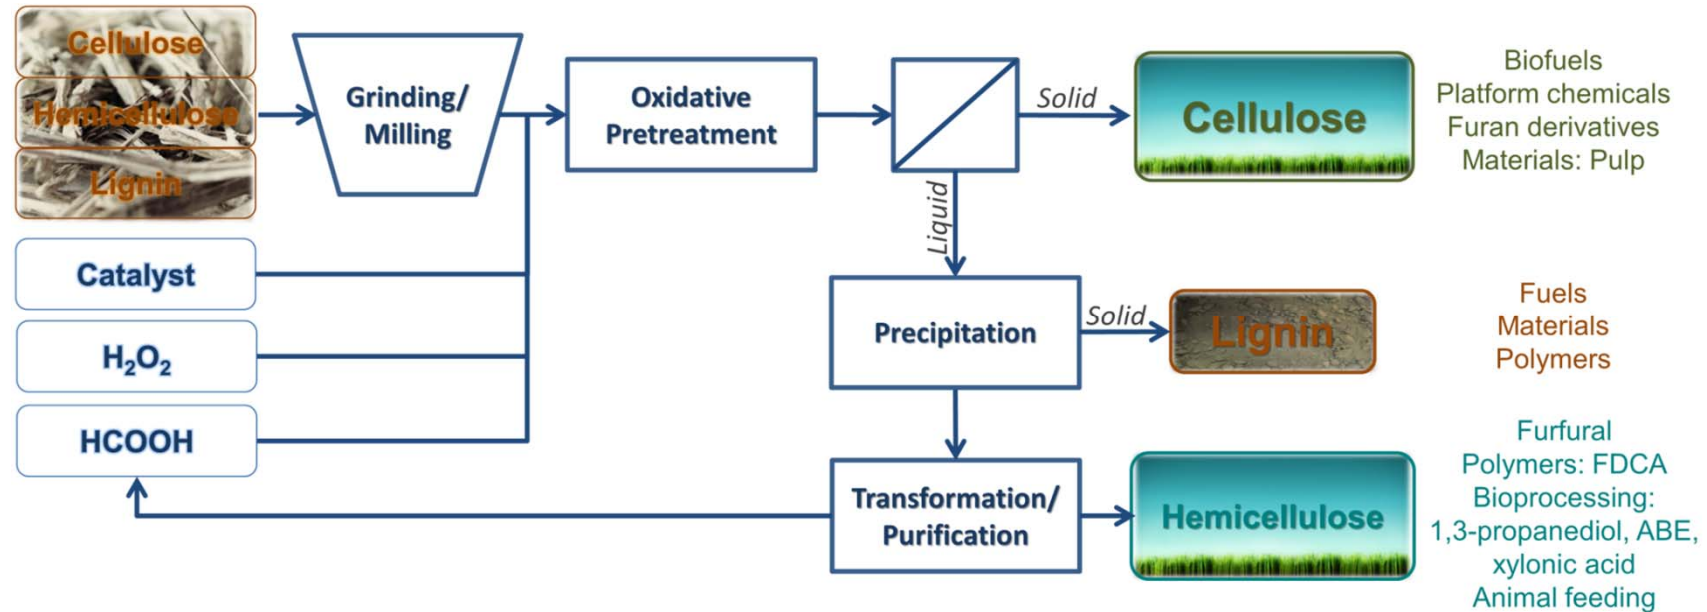 Cellulose
Hemicellulose
Lignin
Catalyst
H₂O₂
HCOOH
Grinding/
Milling
Oxidative
Pretreatment
Solid
Cellulose
Biofuels
Platform chemicals
Furan derivatives
Materials: Pulp
Liquid
Precipitation
Solid
Lignin
Fuels
Materials
Polymers
Transformation/
Purification
Hemicellulose
Furfural
Polymers: FDCA
Bioprocessing:
1,3-propanediol, ABE,
xylonic acid
Animal feeding